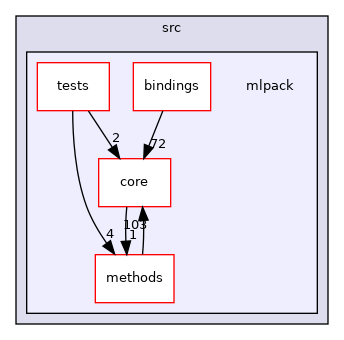 src
tests
bindings
mlpack
2
72
core
103
4
1
methods